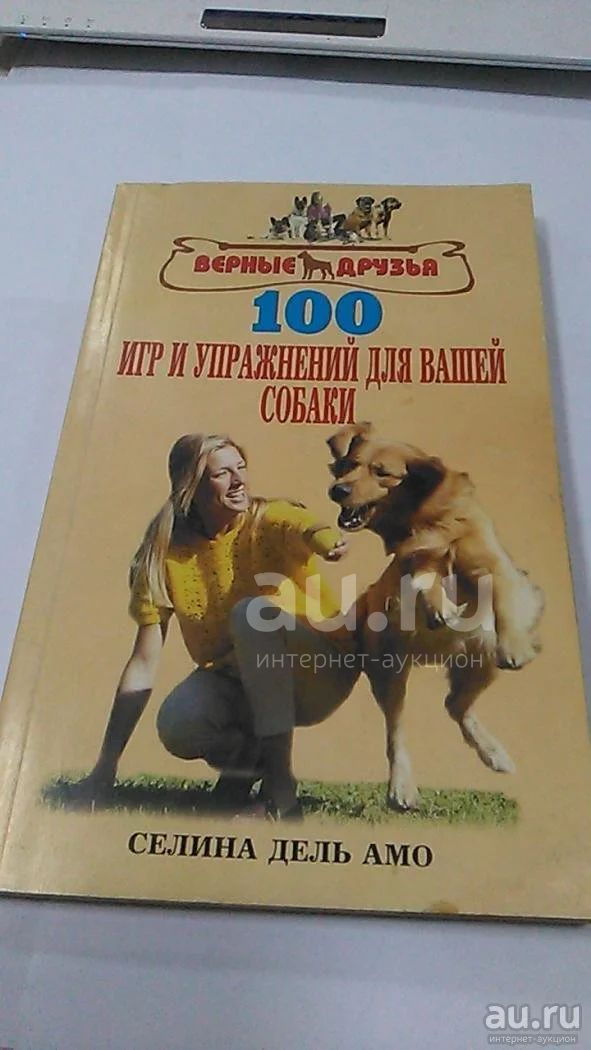 ВЕРНЫЕ ДРУЗЬЯ
100
ИГР И УПРАЖНЕНИЙ ДЛЯ ВАШЕЙ
СОБАКИ
au.ru
интернет-аукцион
СЕЛИНА ДЕЛЬ АМО
au.ru
интернет-аукцион